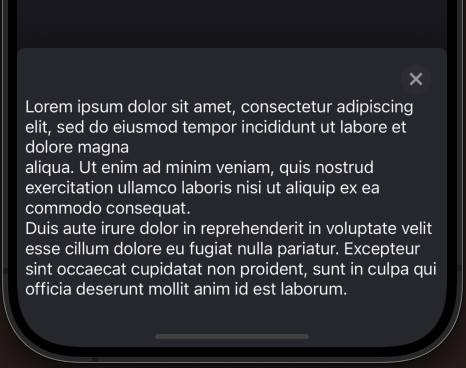 Lorem ipsum dolor sit amet, consectetur adipiscing
elit, sed do eiusmod tempor incididunt ut labore et
dolore magna
aliqua. Ut enim ad minim veniam, quis nostrud
exercitation ullamco laboris nisi ut aliquip ex ea
commodo consequat.
Duis aute irure dolor in reprehenderit in voluptate velit
esse cillum dolore eu fugiat nulla pariatur. Excepteur
sint occaecat cupidatat non proident, sunt in culpa qui
officia deserunt mollit anim id est laborum.